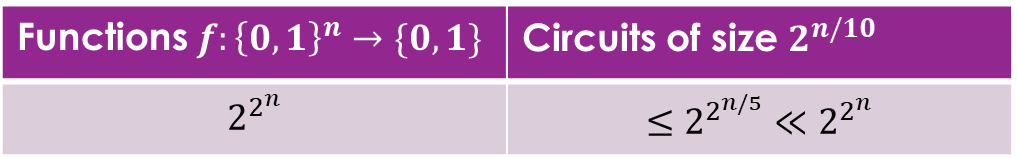 Functions 𝒇: {𝟎, 𝟏}ⁿ → {𝟎, 𝟏}
Circuits of size 𝟐^{𝒏/𝟏𝟎}
2^{2^n}
≤ 2^{2^{n/5}} ≪ 2^{2^n}